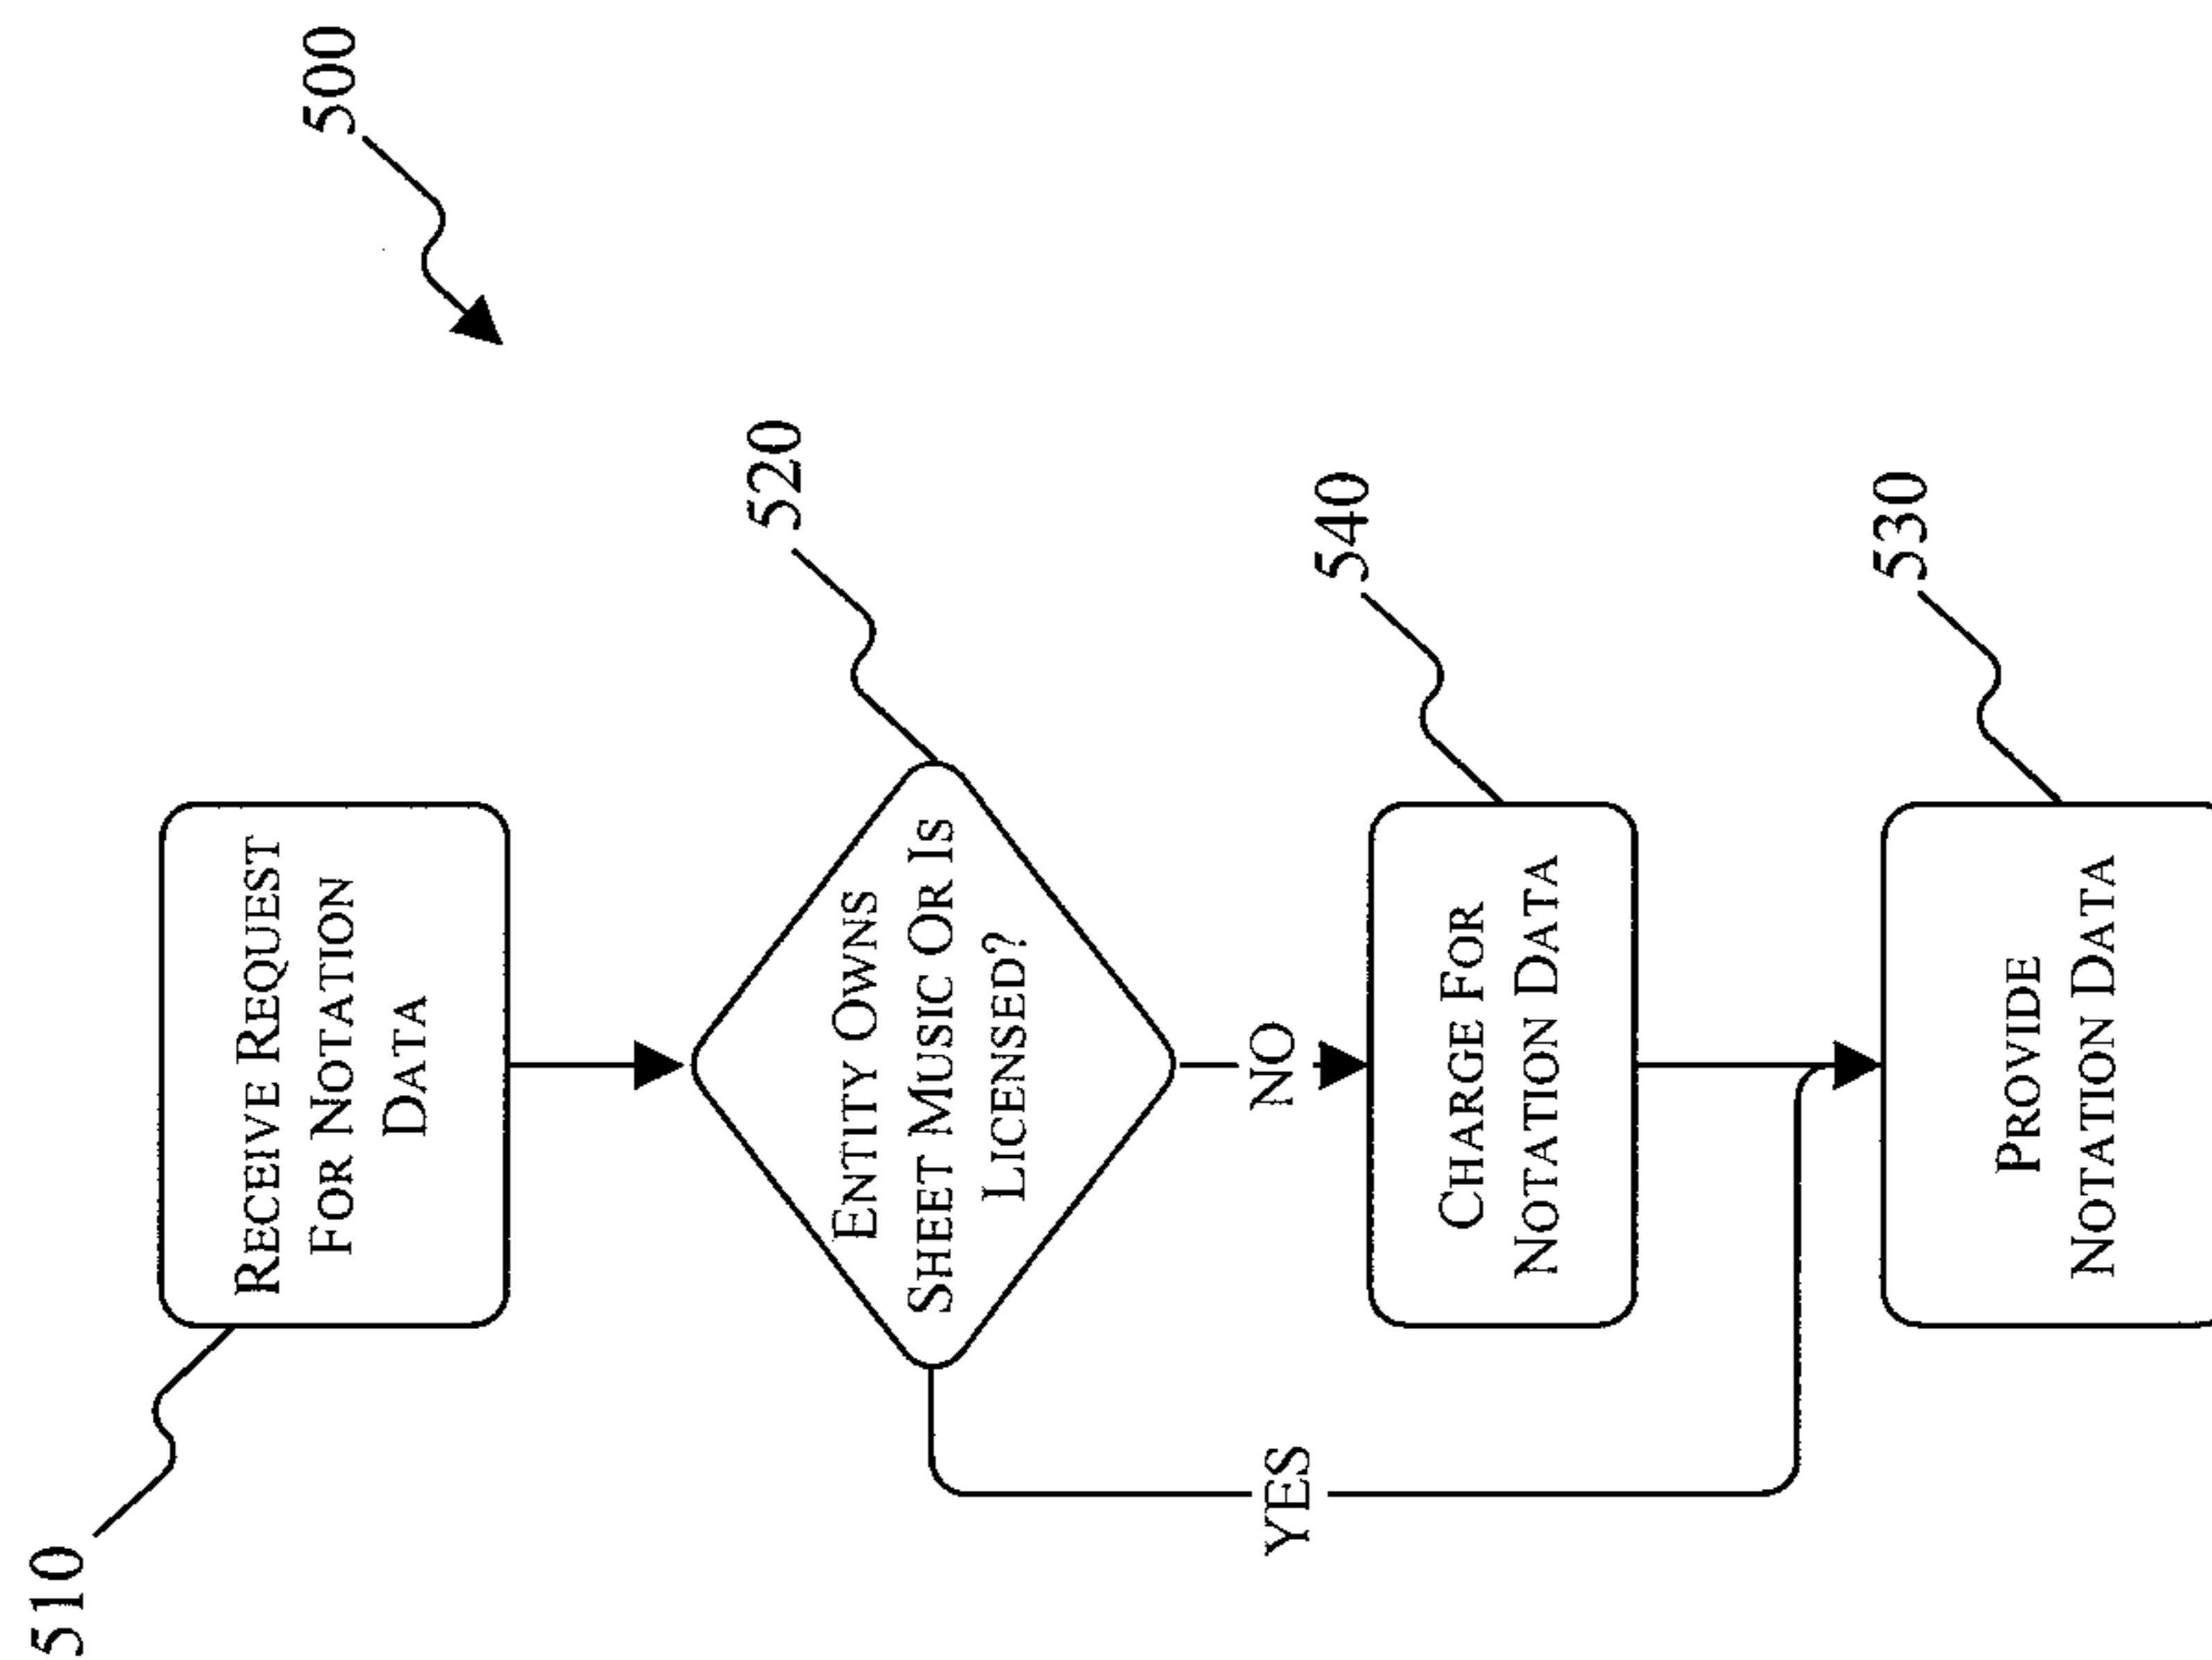 500
510
RECEIVE REQUEST
FOR NOTATION
DATA
520
ENTITY OWNS
SHEET MUSIC OR IS
LICENSED?
YES
NO
540
CHARGE FOR
NOTATION DATA
530
PROVIDE
NOTATION DATA